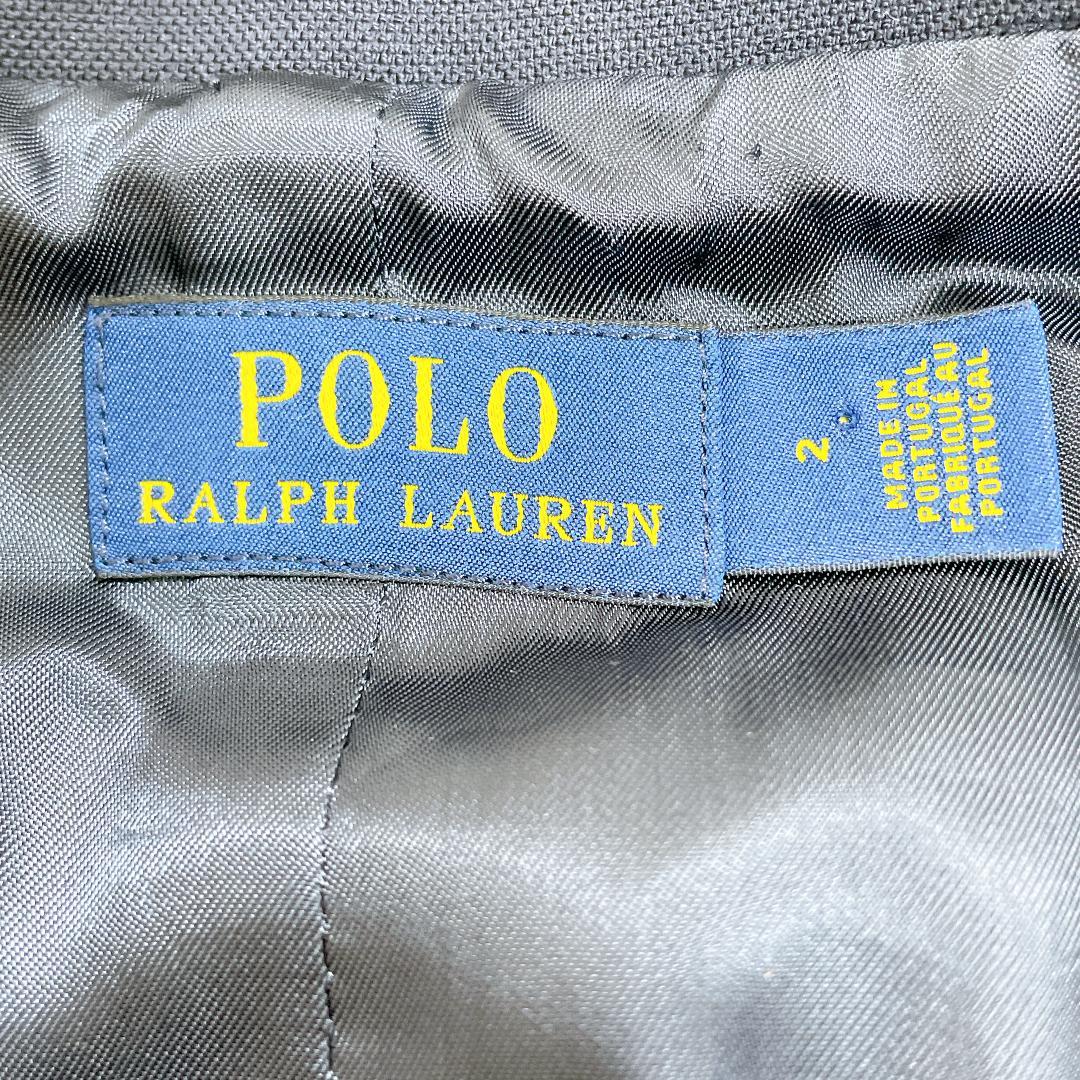 POLO
RALPH LAUREN
2
MADE IN
PORTUGAL
FABRIQUÉ AU
PORTUGAL